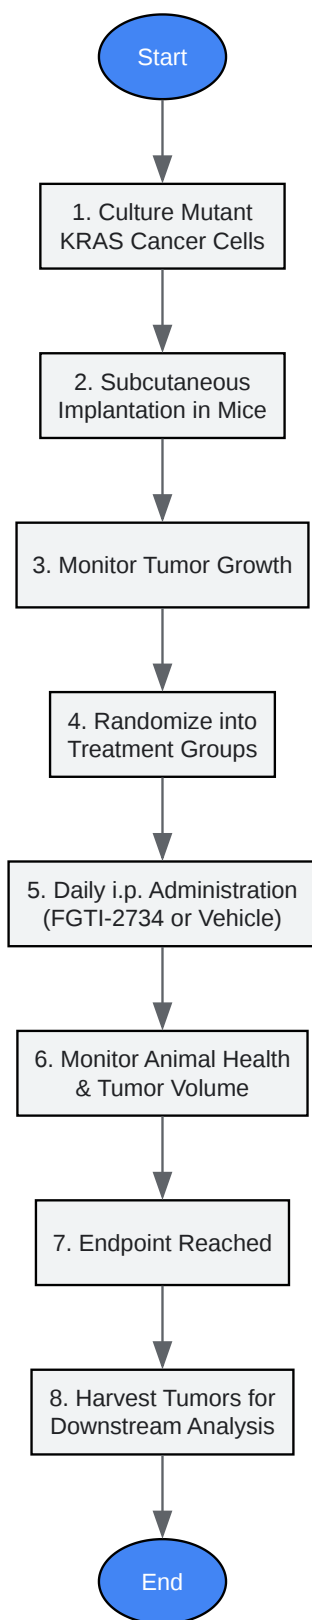 Start
1. Culture Mutant
KRAS Cancer Cells
2. Subcutaneous
Implantation in Mice
3. Monitor Tumor Growth
4. Randomize into
Treatment Groups
5. Daily i.p. Administration
(FGTI-2734 or Vehicle)
6. Monitor Animal Health
& Tumor Volume
7. Endpoint Reached
8. Harvest Tumors for
Downstream Analysis
End